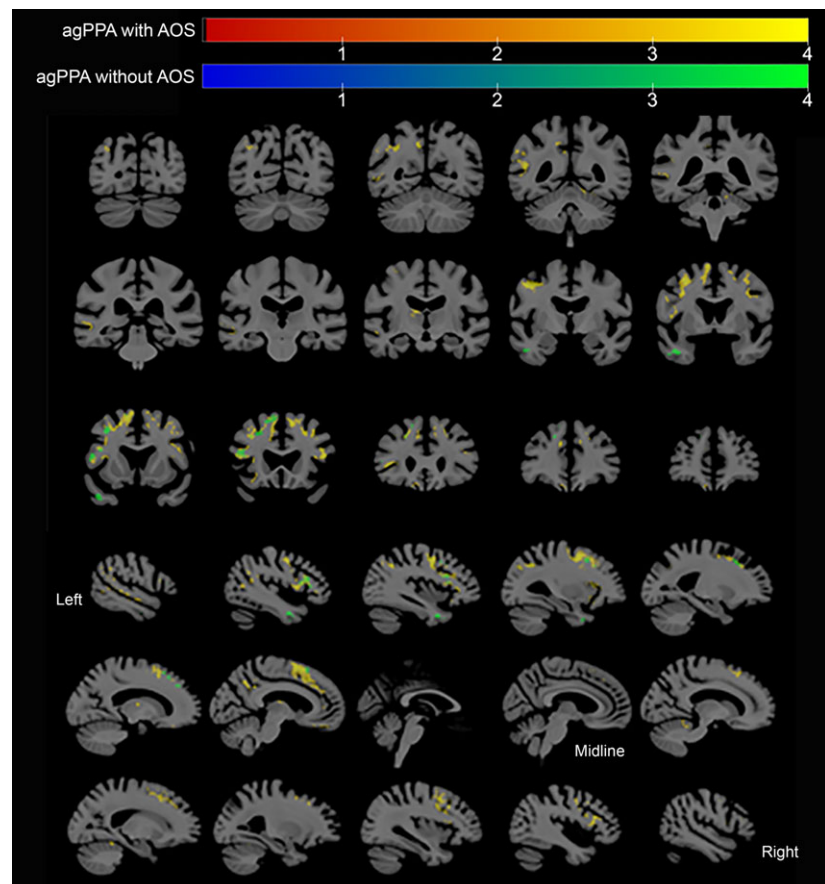 agPPA with AOS
1 2 3 4
agPPA without AOS
1 2 3 4
Left
Midline
Right